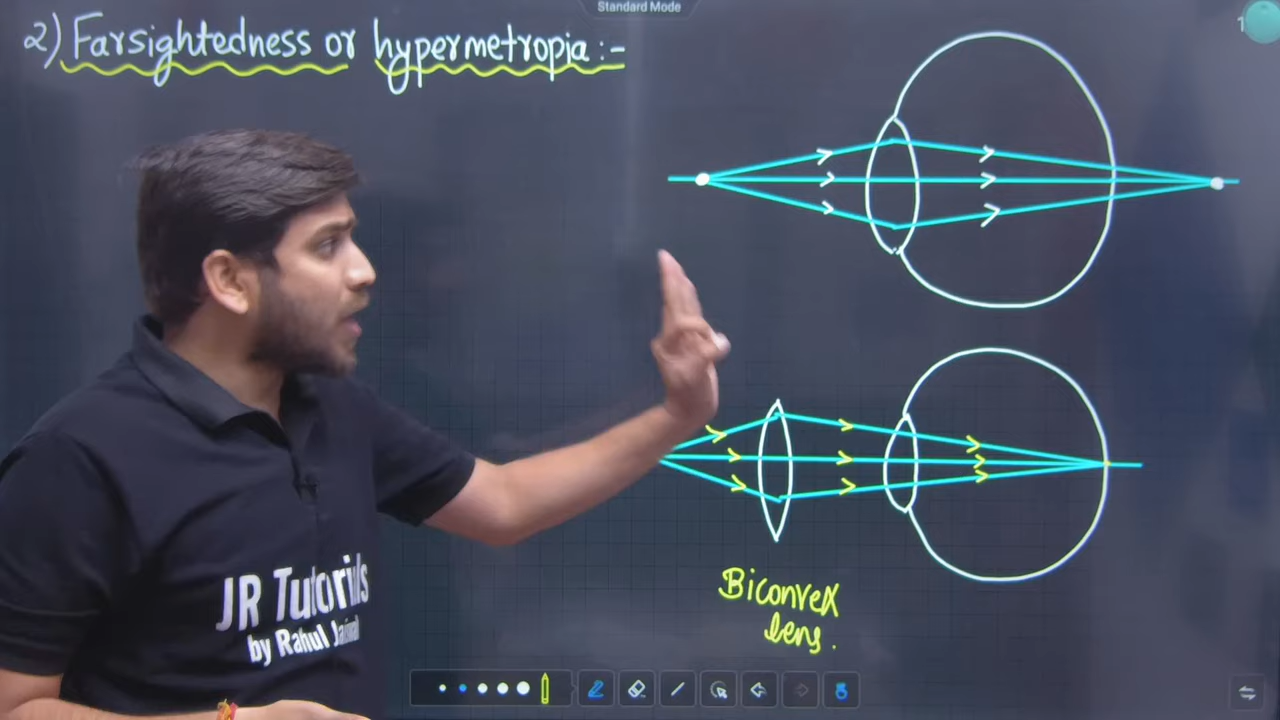 Standard Mode
2) Farsightedness or hypermetropia :-
Biconvex
lens.
JR Tutorials
by Rahul Jaiswal